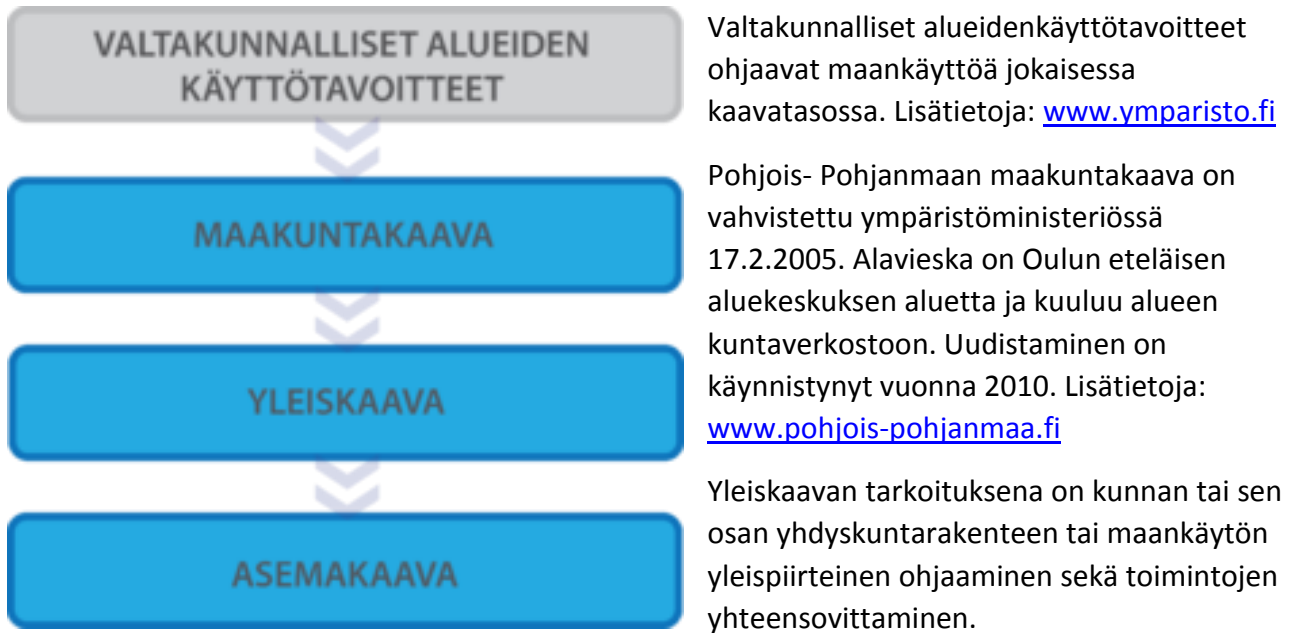 VALTAKUNNALLISET ALUEIDEN
KÄYTTÖTAVOITTEET
MAAKUNTAKAAVA
YLEISKAAVA
ASEMAKAAVA
Valtakunnalliset alueidenkäyttötavoitteet
ohjaavat maankäyttöä jokaisessa
kaavatasossa. Lisätietoja: www.ymparisto.fi
Pohjois- Pohjanmaan maakuntakaava on
vahvistettu ympäristöministeriössä
17.2.2005. Alavieska on Oulun eteläisen
aluekeskuksen aluetta ja kuuluu alueen
kuntaverkostoon. Uudistaminen on
käynnistynyt vuonna 2010. Lisätietoja:
www.pohjois-pohjanmaa.fi
Yleiskaavan tarkoituksena on kunnan tai sen
osan yhdyskuntarakenteen tai maankäytön
yleispiirteinen ohjaaminen sekä toimintojen
yhteensovittaminen.